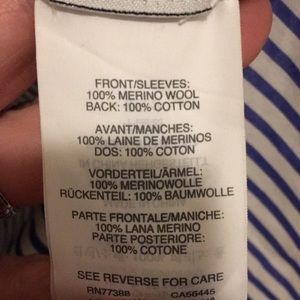 FRONT/SLEEVES:
100% MERINO WOOL
BACK: 100% COTTON
AVANT/MANCHES:
100% LAINE DE MERINOS
DOS: 100% COTON
VORDERTEIL/ÄRMEL:
100% MERINOWOLLE
RÜCKENTEIL: 100% BAUMWOLLE
PARTE FRONTALE/MANICHE:
100% LANA MERINO
PARTE POSTERIORE:
100% COTONE
SEE REVERSE FOR CARE
RN77388 CA56445